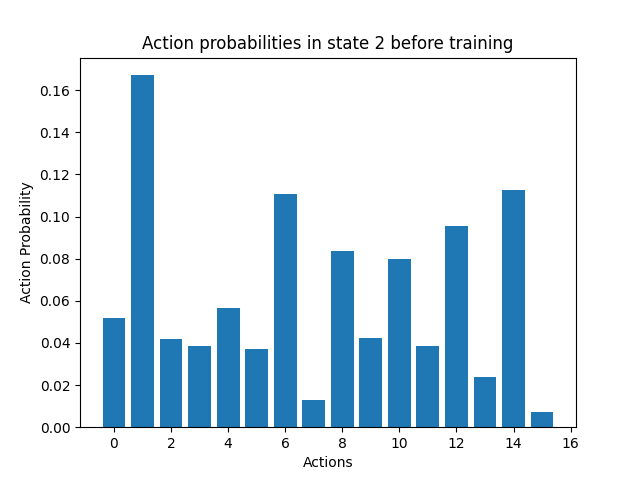 Action probabilities in state 2 before training
0.16
0.14
0.12
0.10
0.08
0.06
0.04
0.02
0.00
Action Probability
0 2 4 6 8 10 12 14 16
Actions